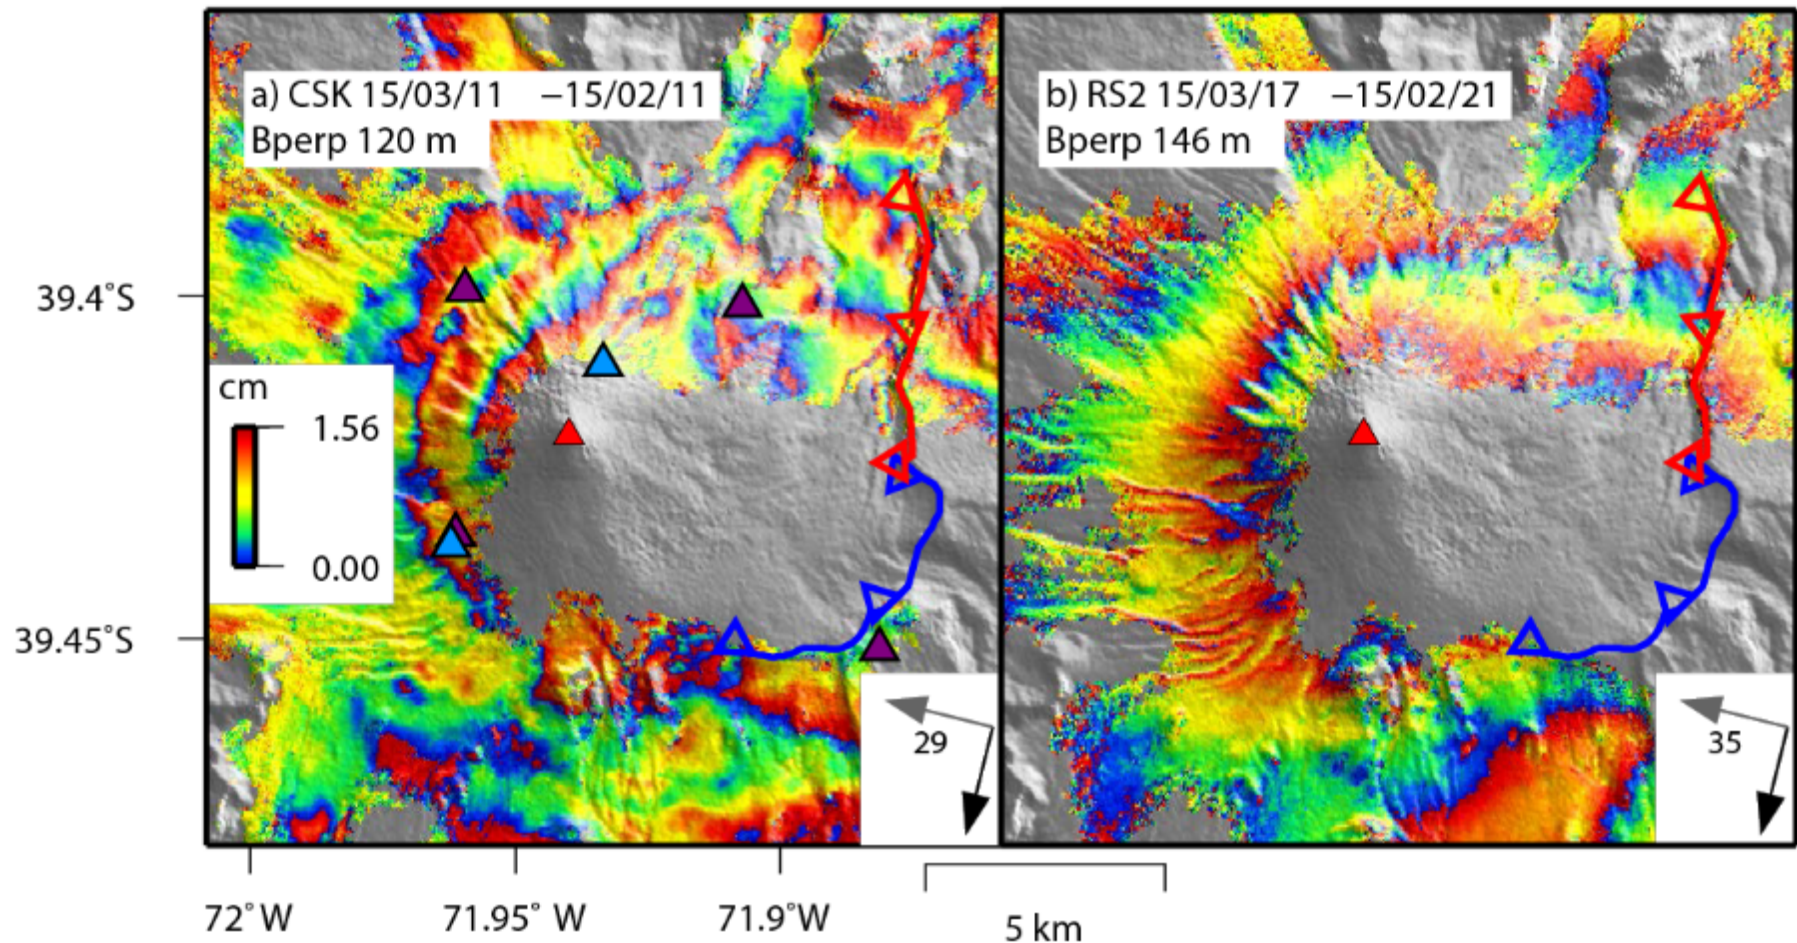 a) CSK 15/03/11 −15/02/11
Bperp 120 m
b) RS2 15/03/17 −15/02/21
Bperp 146 m
39.4˚S
cm
1.56
0.00
39.45˚S
29
35
72˚W
71.95˚ W
71.9˚W
5 km